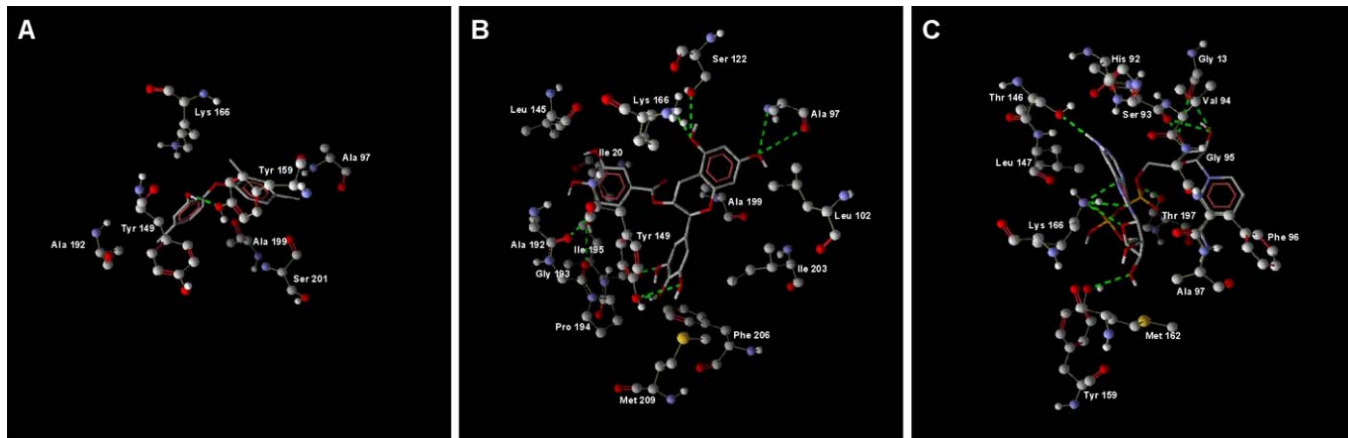 A
Lys 166
Tyr 159
Ala 97
Tyr 149
Ala 192
Ala 199
Ser 201
B
Ser 122
Leu 145
Lys 166
Ala 97
Ile 20
Ala 199
Leu 102
Ala 192
Ile 195
Tyr 149
Gly 193
Ile 203
Pro 194
Phe 206
Met 209
C
His 92
Gly 13
Thr 146
Val 94
Ser 93
Leu 147
Gly 95
Lys 166
Thr 197
Phe 96
Ala 97
Met 162
Tyr 159